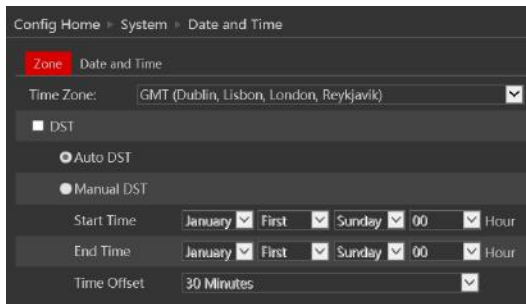 Config Home ▸ System ▸ Date and Time
Zone Date and Time
Time Zone: GMT (Dublin, Lisbon, London, Reykjavik)
DST
Auto DST
Manual DST
Start Time January First Sunday 00 Hour
End Time January First Sunday 00 Hour
Time Offset 30 Minutes